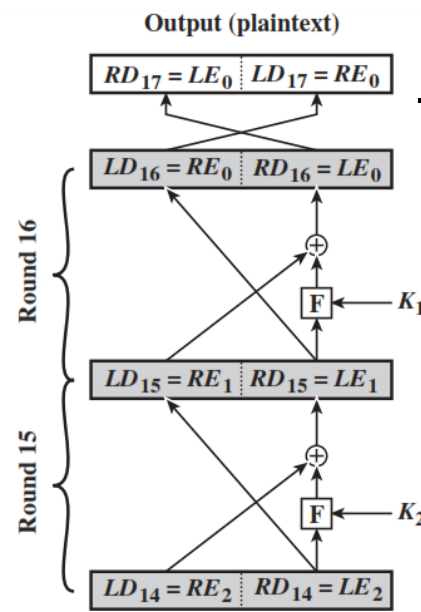 Output (plaintext)
RD₁₇ = LE₀ LD₁₇ = RE₀
LD₁₆ = RE₀ RD₁₆ = LE₀
Round 16
F
K₁
LD₁₅ = RE₁ RD₁₅ = LE₁
Round 15
F
K₂
LD₁₄ = RE₂ RD₁₄ = LE₂